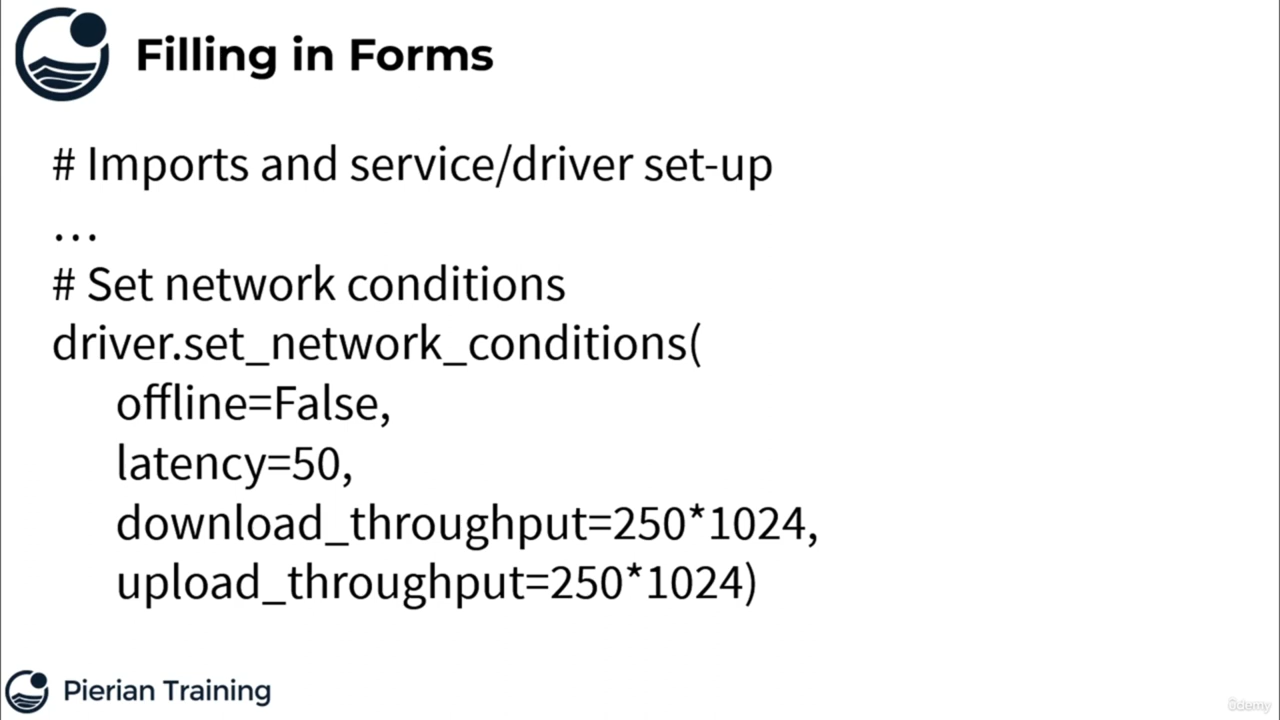 Filling in Forms
# Imports and service/driver set-up
…
# Set network conditions
driver.set_network_conditions(
offline=False,
latency=50,
download_throughput=250*1024,
upload_throughput=250*1024)
Pierian Training
ûdemy